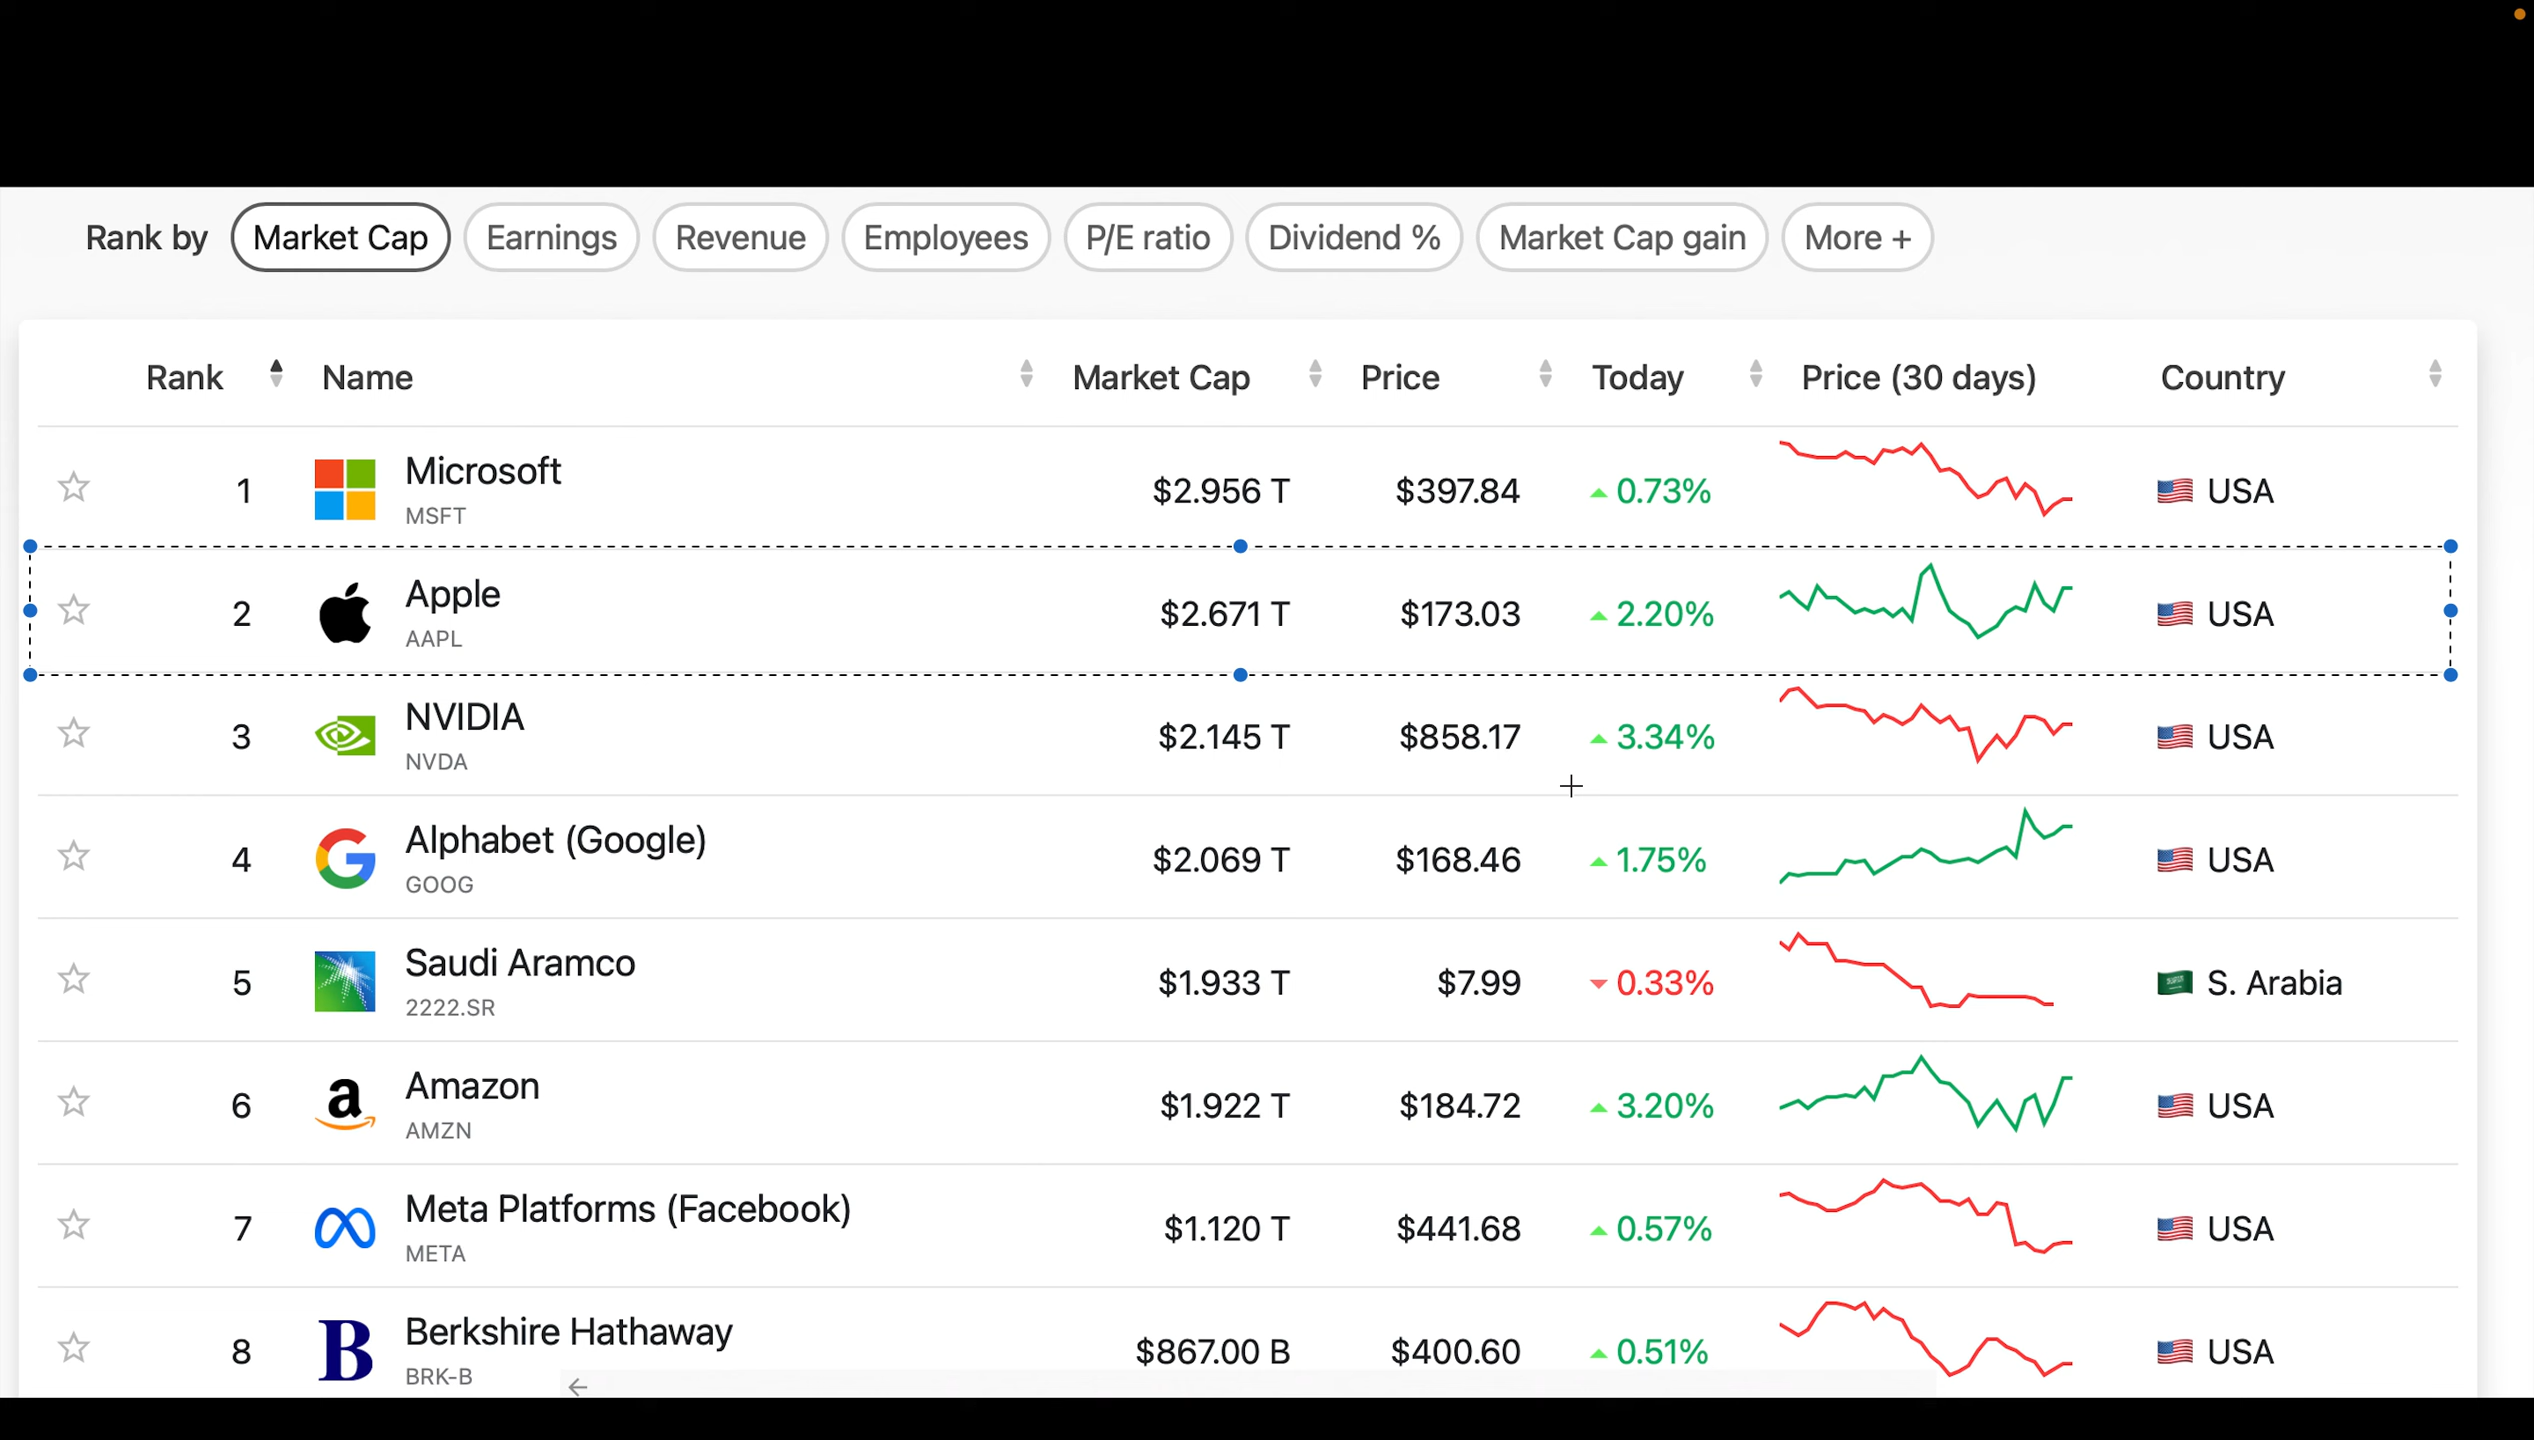 Rank by Market Cap Earnings Revenue Employees P/E ratio Dividend % Market Cap gain More +
Rank Name Market Cap Price Today Price (30 days) Country
1 Microsoft $2.956 T $397.84 0.73% USA
MSFT
2 Apple $2.671 T $173.03 2.20% USA
AAPL
3 NVIDIA $2.145 T $858.17 3.34% USA
NVDA
4 Alphabet (Google) $2.069 T $168.46 1.75% USA
GOOG
5 Saudi Aramco $1.933 T $7.99 0.33% S. Arabia
2222.SR
6 Amazon $1.922 T $184.72 3.20% USA
AMZN
7 Meta Platforms (Facebook) $1.120 T $441.68 0.57% USA
META
8 Berkshire Hathaway $867.00 B $400.60 0.51% USA
BRK-B